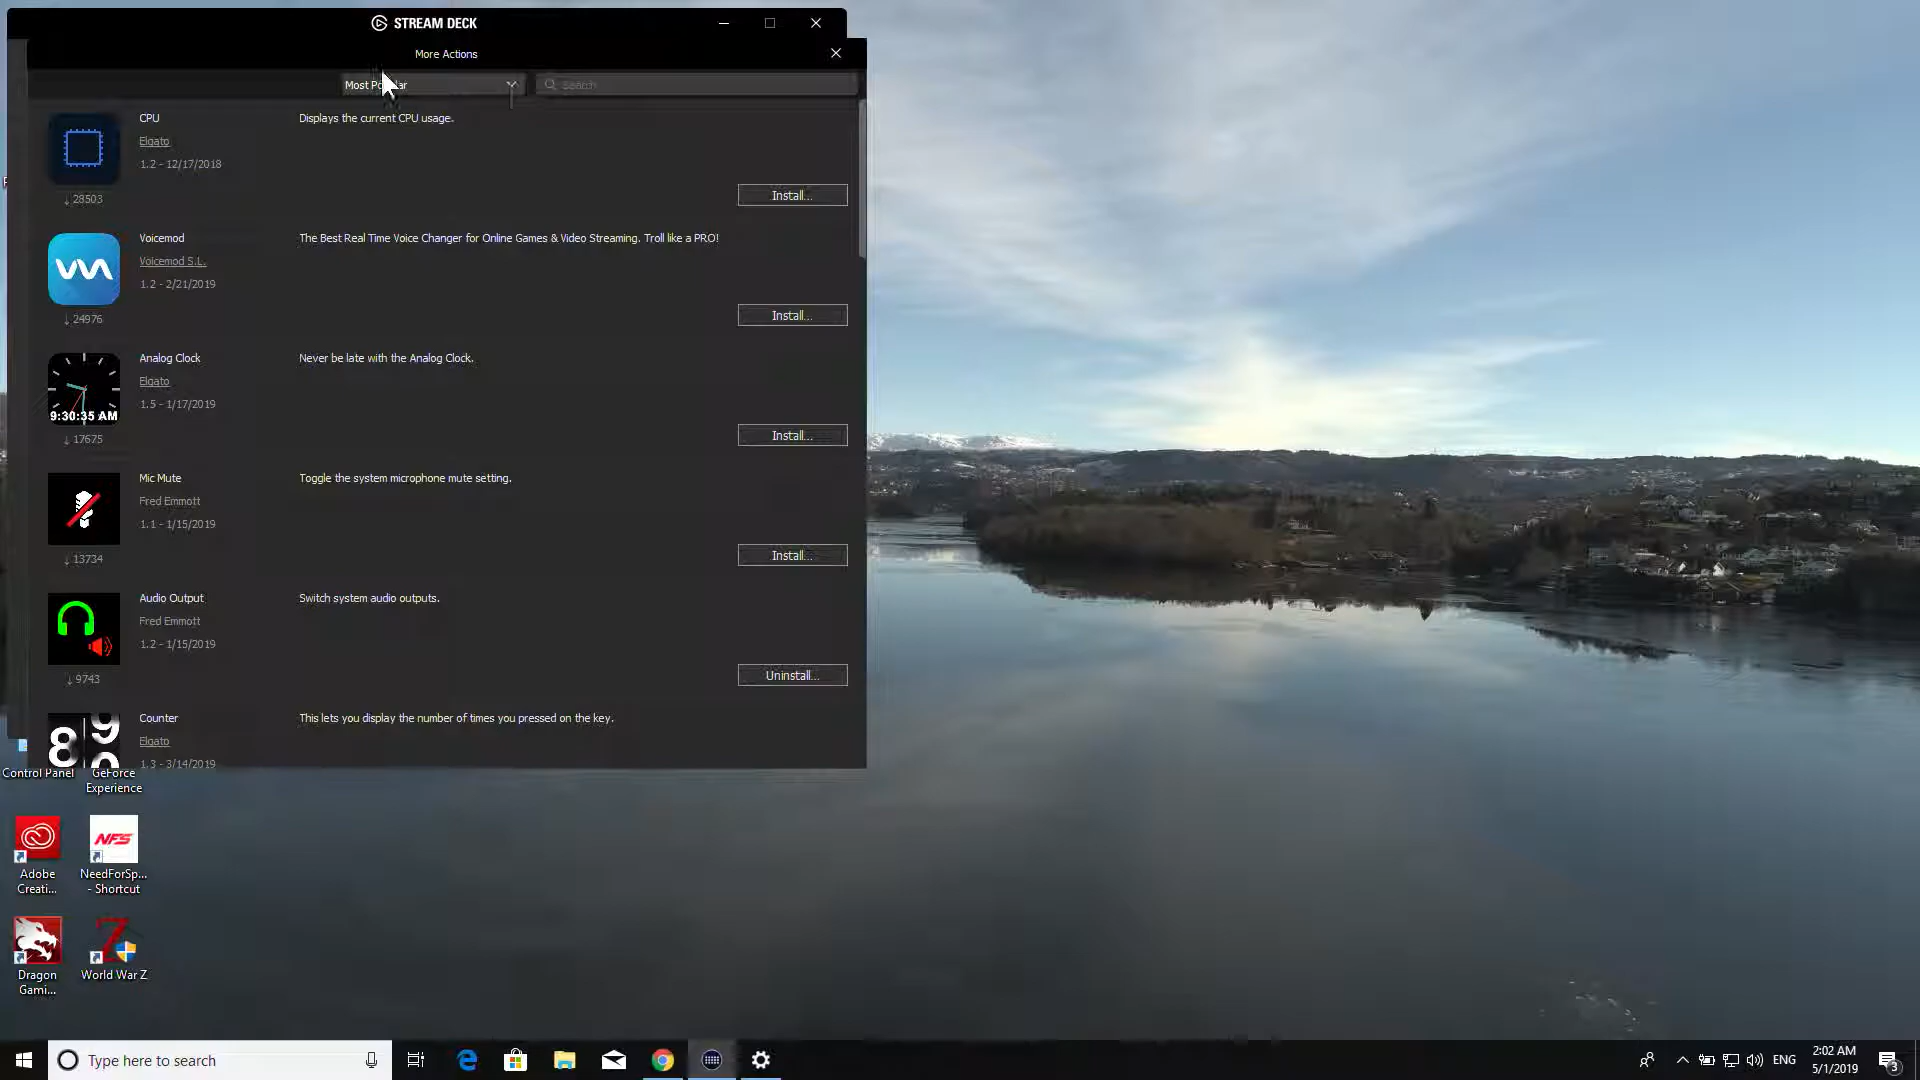 STREAM DECK
More Actions
Most Popular
Search
CPU
Displays the current CPU usage.
Elgato
1.2 - 12/17/2018
↓ 28503
Install...
Voicemod
The Best Real Time Voice Changer for Online Games & Video Streaming. Troll like a PRO!
Voicemod S.L.
1.2 - 2/21/2019
↓ 24976
Install...
Analog Clock
Never be late with the Analog Clock.
Elgato
1.5 - 1/17/2019
9:30:35 AM
↓ 17675
Install...
Mic Mute
Toggle the system microphone mute setting.
Fred Emmott
1.1 - 1/15/2019
↓ 13734
Install...
Audio Output
Switch system audio outputs.
Fred Emmott
1.2 - 1/15/2019
↓ 9743
Uninstall...
Counter
This lets you display the number of times you pressed on the key.
Elgato
1.3 - 3/14/2019
Control Panel
GeForce
Experience
Adobe
Creati...
NFS
NeedForSp...
- Shortcut
Dragon
Gami...
World War Z
Type here to search
ENG
2:02 AM
5/1/2019
3